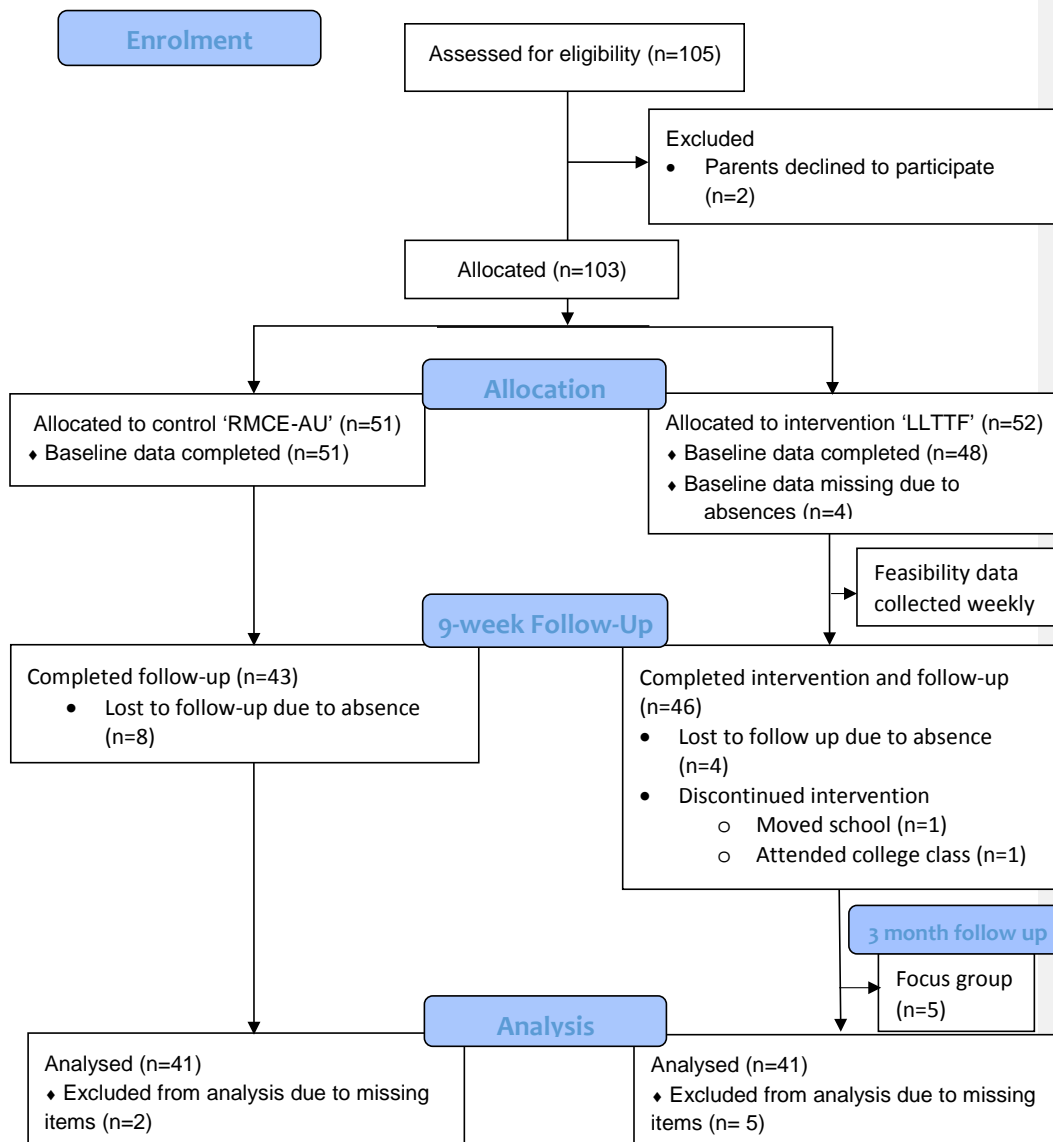 Enrolment
Assessed for eligibility (n=105)
Excluded
• Parents declined to participate
(n=2)
Allocated (n=103)
Allocation
Allocated to control ‘RMCE-AU’ (n=51)
♦ Baseline data completed (n=51)
Allocated to intervention ‘LLTTF’ (n=52)
♦ Baseline data completed (n=48)
♦ Baseline data missing due to
absences (n=4)
Feasibility data
collected weekly
9-week Follow-Up
Completed follow-up (n=43)
• Lost to follow-up due to absence
(n=8)
Completed intervention and follow-up
(n=46)
• Lost to follow up due to absence
(n=4)
• Discontinued intervention
o Moved school (n=1)
o Attended college class (n=1)
3 month follow up
Focus group
(n=5)
Analysis
Analysed (n=41)
♦ Excluded from analysis due to missing
items (n=2)
Analysed (n=41)
♦ Excluded from analysis due to missing
items (n= 5)